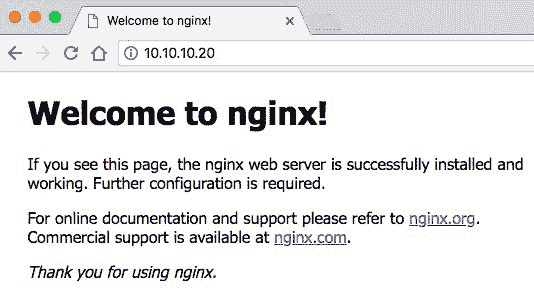 Welcome to nginx!
10.10.10.20
Welcome to nginx!
If you see this page, the nginx web server is successfully installed and
working. Further configuration is required.
For online documentation and support please refer to nginx.org.
Commercial support is available at nginx.com.
Thank you for using nginx.